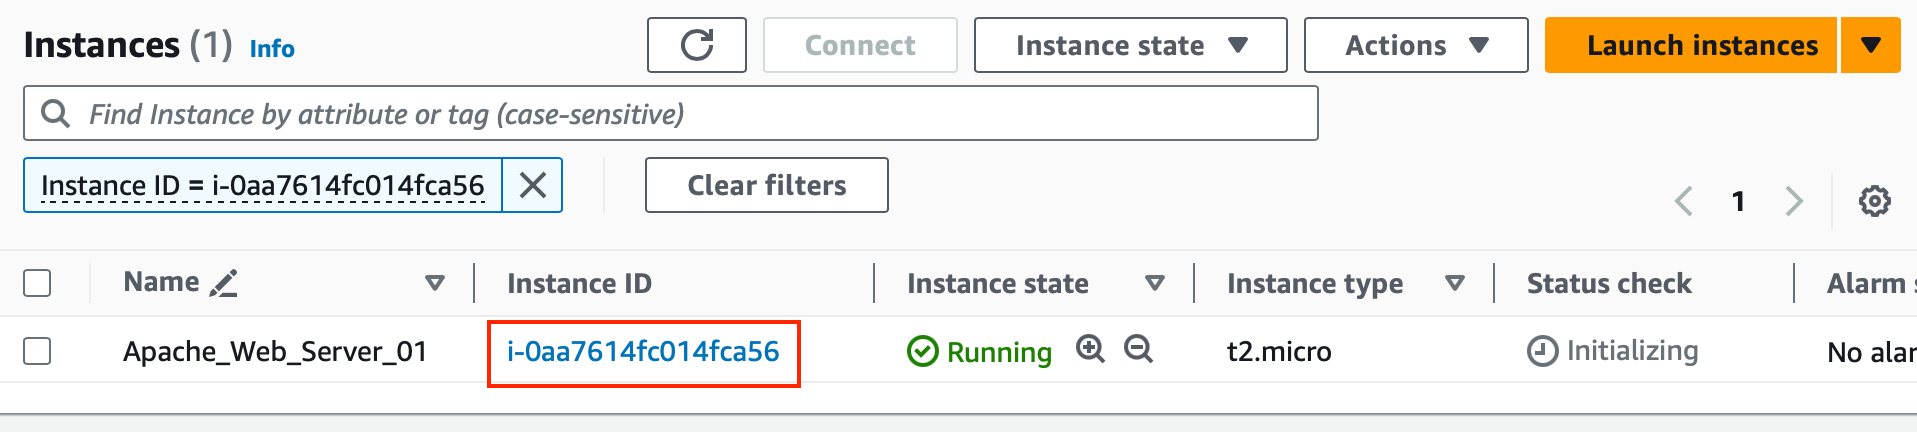 Instances (1) Info Connect Instance state Actions Launch instances
Find Instance by attribute or tag (case-sensitive)
Instance ID = i-0aa7614fc014fca56 Clear filters
1
Name Instance ID Instance state Instance type Status check Alarm s
Apache_Web_Server_01 i-0aa7614fc014fca56 Running t2.micro Initializing No alar